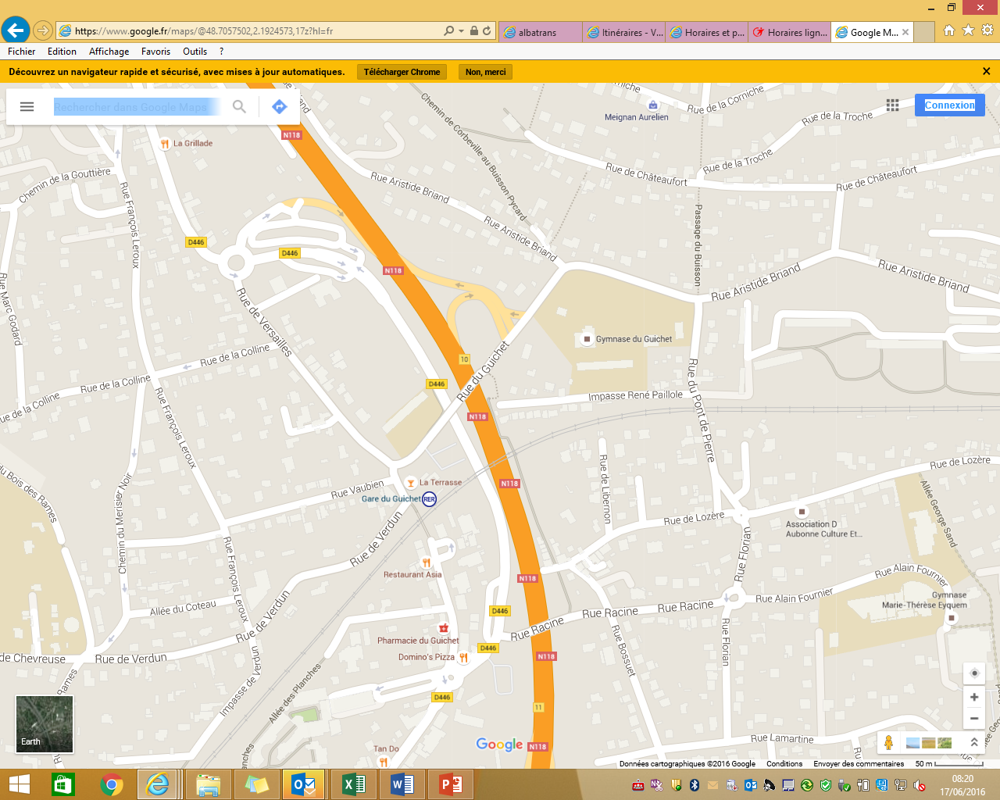 https://www.google.fr/maps/@48.7057502,2.1924573,17z?hl=fr
albatrans
Itinéraires - V...
Horaires et p...
Horaires lign...
Google M...
Fichier Edition Affichage Favoris Outils ?
Découvrez un navigateur rapide et sécurisé, avec mises à jour automatiques. Télécharger Chrome Non, merci
Rechercher dans Google Maps
Connexion
Meignan Aurelien
Rue de la Corniche
Rue de la Troche
Rue de la Troche
Chemin de Corbeville au Buisson Pycard
N118
La Grillade
Rue de Châteaufort
Rue de Châteaufort
Chemin de la Gouttière
Rue François Leroux
Rue Aristide Briand
Rue Aristide Briand
Passage du Buisson
D446
D446
N118
Rue Aristide Briand
Rue Aristide Briand
Rue Marc Godard
Rue de Versailles
Gymnase du Guichet
Rue de la Colline
Rue de la Colline
Rue de la Colline
10
Rue du Guichet
D446
N118
Impasse René Paillole
Rue du Pont de Pierre
Rue François Leroux
Rue de Libernon
Rue de Lozère
du Bois des Rames
Chemin du Merisier Noir
Rue Vaubien
La Terrasse
Gare du Guichet RER
N118
Rue de Lozère
Association D
Aubonne Culture Et...
Allée George Sand
Rue de Verdun
Rue François Leroux
Restaurant Asia
N118
Rue Florian
Rue Alain Fournier
Rue Alain Fournier
Gymnase
Marie-Thérèse Eyquem
Allée du Coteau
Rue de Verdun
D446
Rue Racine
Rue Racine
Rue Racine
Pharmacie du Guichet
Domino's Pizza
D446
N118
Rue Bossuet
Rue Florian
de Chevreuse
Rue de Verdun
Impasse de Verdun
Allée des Planches
D446
11
Rue Lamartine
Tan Do
N118
Earth
Google
Données cartographiques ©2016 Google Conditions Envoyer des commentaires 50 m
08:20
17/06/2016